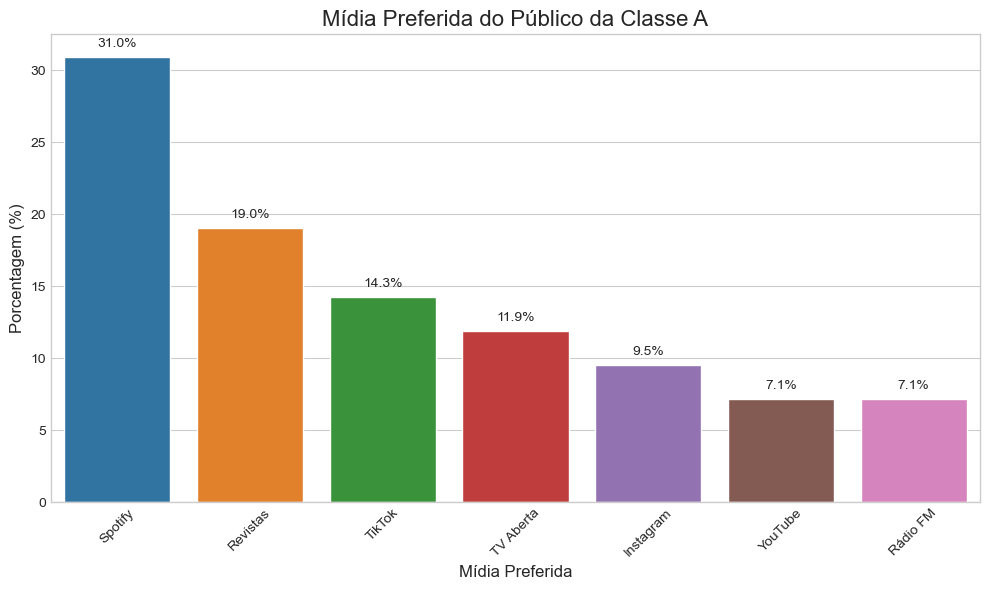 Mídia Preferida do Público da Classe A
Porcentagem (%)
30
25
20
15
10
5
0
31.0%
19.0%
14.3%
11.9%
9.5%
7.1%
7.1%
Spotify
Revistas
TikTok
TV Aberta
Instagram
YouTube
Rádio FM
Mídia Preferida